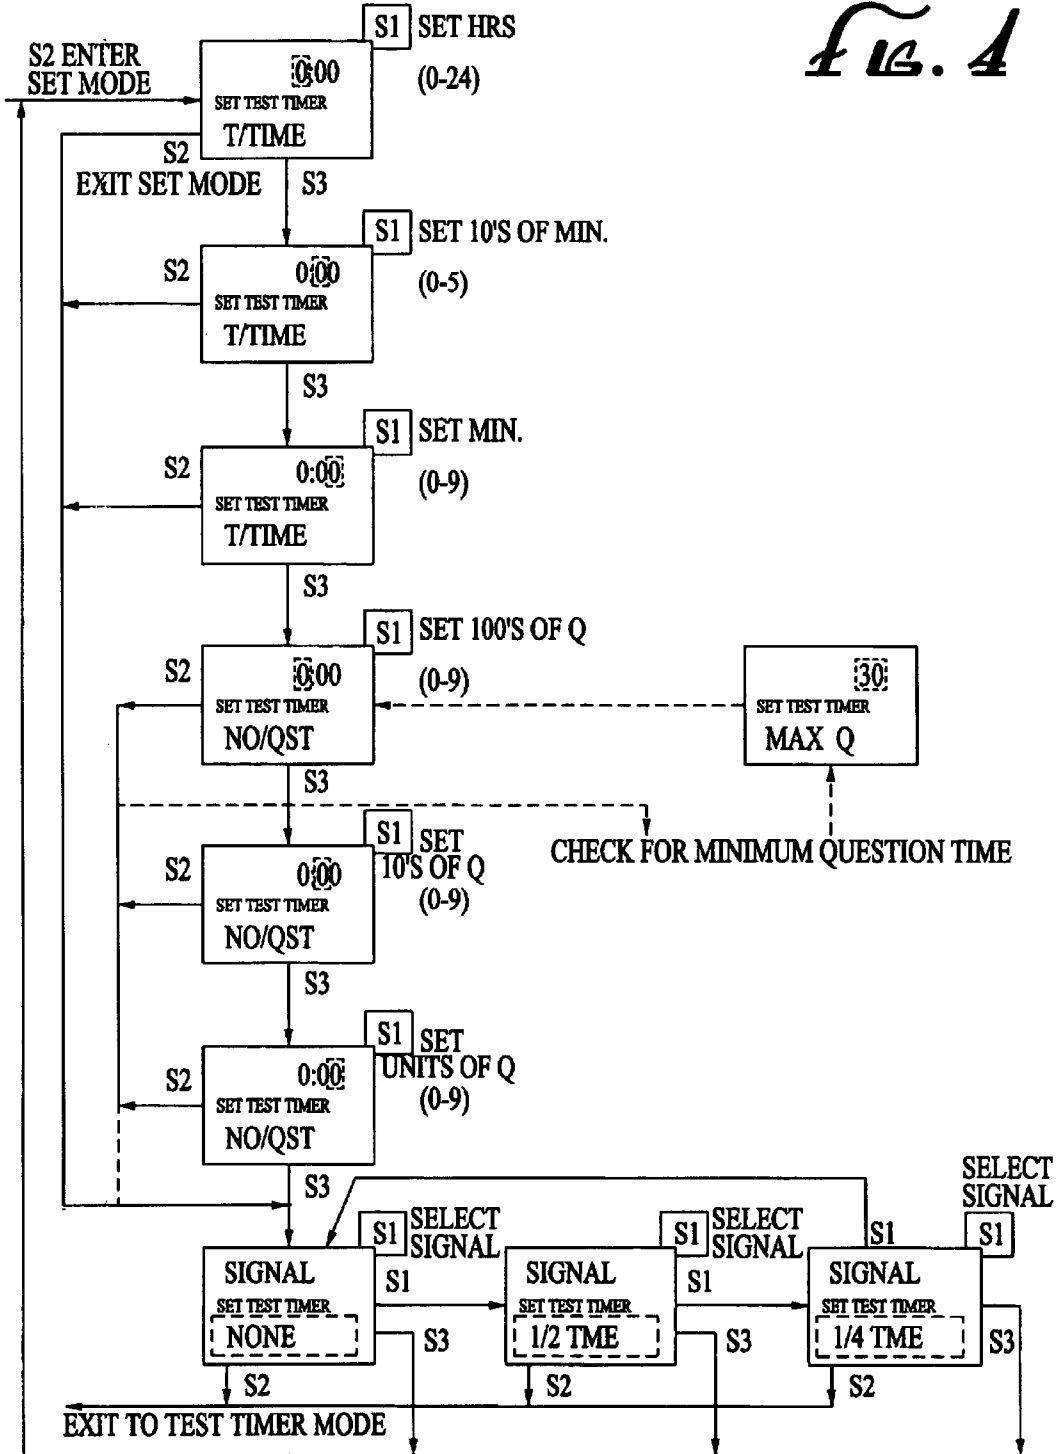 FIG. 4
S1 SET HRS
(0-24)
S2 ENTER
SET MODE
0:00
SET TEST TIMER
T/TIME
S2
EXIT SET MODE
S3
S1 SET 10'S OF MIN.
(0-5)
S2
0:00
SET TEST TIMER
T/TIME
S3
S1 SET MIN.
(0-9)
S2
0:00
SET TEST TIMER
T/TIME
S3
S1 SET 100'S OF Q
(0-9)
S2
0:00
SET TEST TIMER
NO/QST
30
SET TEST TIMER
MAX Q
S3
CHECK FOR MINIMUM QUESTION TIME
S1 SET
10'S OF Q
(0-9)
S2
0:00
SET TEST TIMER
NO/QST
S3
S1 SET
UNITS OF Q
(0-9)
S2
0:00
SET TEST TIMER
NO/QST
S3
S1 SELECT
SIGNAL
SIGNAL
SET TEST TIMER
NONE
S1
S3
S2
S1 SELECT
SIGNAL
SIGNAL
SET TEST TIMER
1/2 TME
S1
S3
S2
S1
SELECT
SIGNAL
S1
SIGNAL
SET TEST TIMER
1/4 TME
S3
S2
EXIT TO TEST TIMER MODE